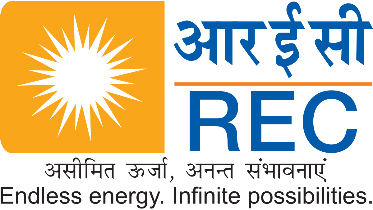 आर ई सी
REC
असीमित ऊर्जा, अनन्त संभावनाएं
Endless energy. Infinite possibilities.